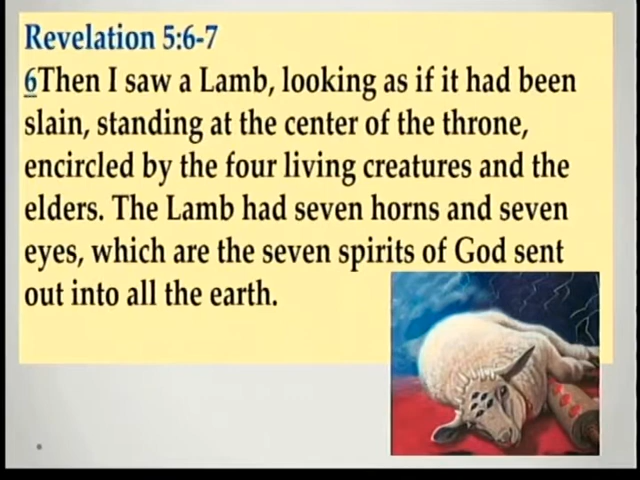 Revelation 5:6-7
6Then I saw a Lamb, looking as if it had been
slain, standing at the center of the throne,
encircled by the four living creatures and the
elders. The Lamb had seven horns and seven
eyes, which are the seven spirits of God sent
out into all the earth.